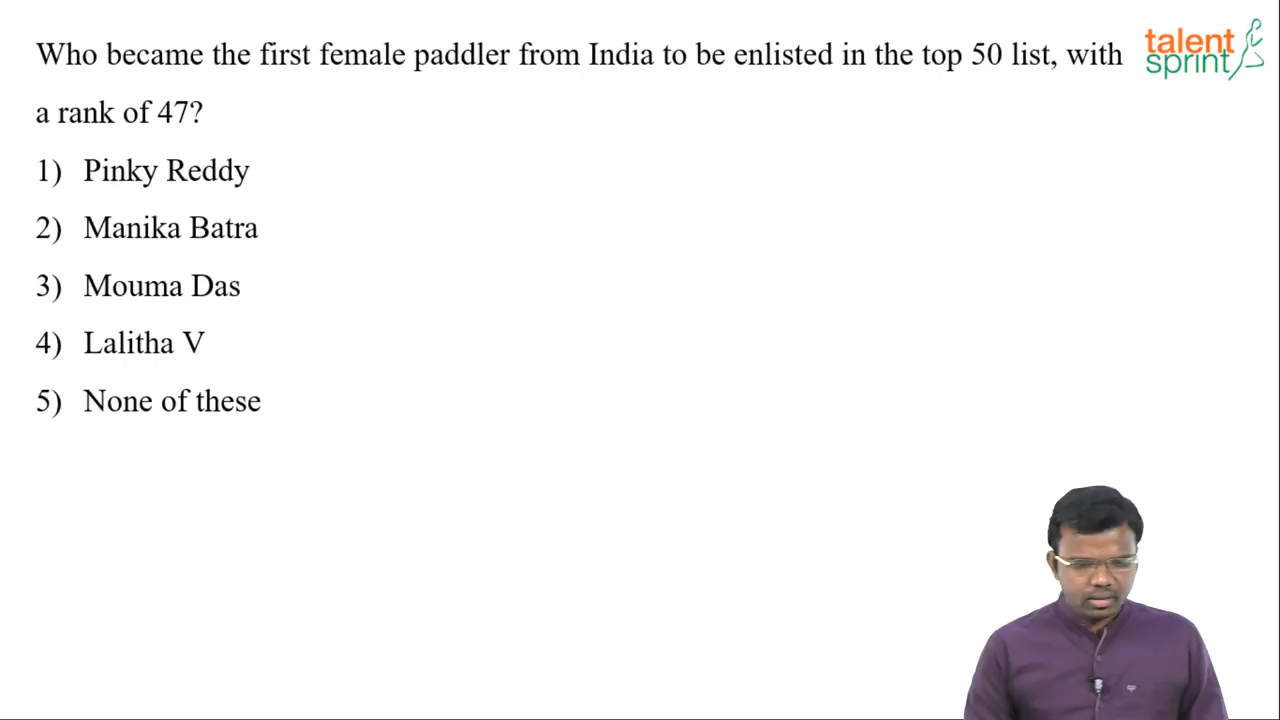 Who became the first female paddler from India to be enlisted in the top 50 list, with
a rank of 47?
1) Pinky Reddy
2) Manika Batra
3) Mouma Das
4) Lalitha V
5) None of these
talent
sprint